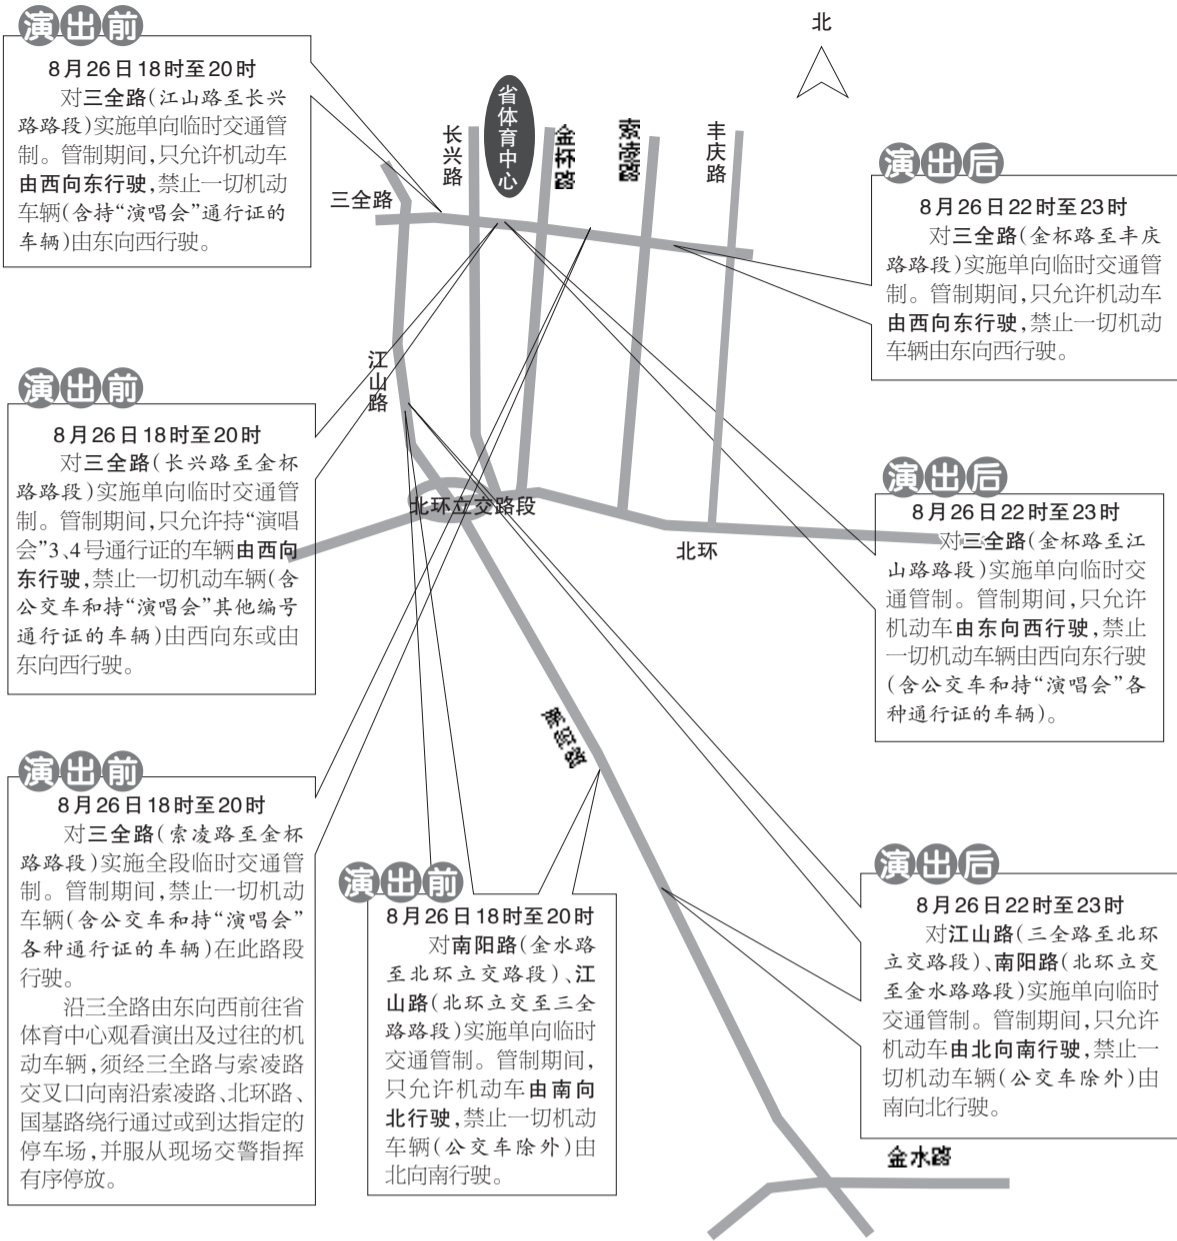 演出前
8月26日18时至20时
对三全路(江山路至长兴
路路段)实施单向临时交通管
制。管制期间,只允许机动车
由西向东行驶,禁止一切机动
车辆(含持“演唱会”通行证的
车辆)由东向西行驶。
演出前
8月26日18时至20时
对三全路(长兴路至金杯
路路段)实施单向临时交通管
制。管制期间,只允许持“演唱
会”3、4号通行证的车辆由西向
东行驶,禁止一切机动车辆(含
公交车和持“演唱会”其他编号
通行证的车辆)由西向东或由
东向西行驶。
演出前
8月26日18时至20时
对三全路(索凌路至金杯
路路段)实施全段临时交通管
制。管制期间,禁止一切机动
车辆(含公交车和持“演唱会”
各种通行证的车辆)在此路段
行驶。
沿三全路由东向西前往省
体育中心观看演出及过往的机
动车辆,须经三全路与索凌路
交叉口向南沿索凌路、北环路、
国基路绕行通过或到达指定的
停车场,并服从现场交警指挥
有序停放。
演出前
8月26日18时至20时
对南阳路(金水路
至北环立交路段)、江
山路(北环立交至三全
路路段)实施单向临时
交通管制。管制期间,
只允许机动车由南向
北行驶,禁止一切机动
车辆(公交车除外)由
北向南行驶。
北
省体育中心
长兴路
金杯路
索凌路
丰庆路
三全路
江山路
北环立交路段
北环
南阳路
金水路
演出后
8月26日22时至23时
对三全路(金杯路至丰庆
路路段)实施单向临时交通管
制。管制期间,只允许机动车
由西向东行驶,禁止一切机动
车辆由东向西行驶。
演出后
8月26日22时至23时
对三全路(金杯路至江
山路路段)实施单向临时交
通管制。管制期间,只允许
机动车由东向西行驶,禁止
一切机动车辆由西向东行驶
(含公交车和持“演唱会”各
种通行证的车辆)。
演出后
8月26日22时至23时
对江山路(三全路至北环
立交路段)、南阳路(北环立交
至金水路路段)实施单向临时
交通管制。管制期间,只允许
机动车由北向南行驶,禁止一
切机动车辆(公交车除外)由
南向北行驶。